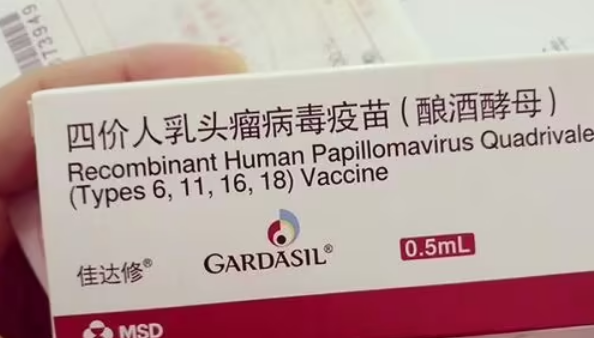 73949
四价人乳头瘤病毒疫苗（酿酒酵母）
Recombinant Human Papillomavirus Quadrivale
(Types 6, 11, 16, 18) Vaccine
佳达修® GARDASIL® 0.5mL
MSD